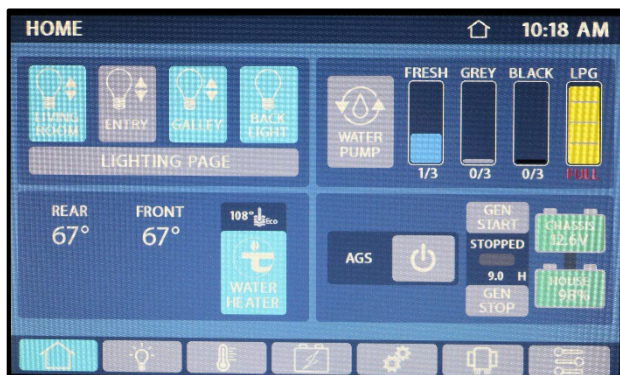 HOME
10:18 AM
LIVING ROOM
ENTRY
GALLEY
BACK LIGHT
LIGHTING PAGE
WATER PUMP
FRESH GREY BLACK LPG
1/3 0/3 0/3 FULL
REAR FRONT
67° 67°
108° Eco
WATER HEATER
AGS
GEN START
STOPPED
9.0 H
GEN STOP
CHASSIS
12.6V
HOUSE
98%